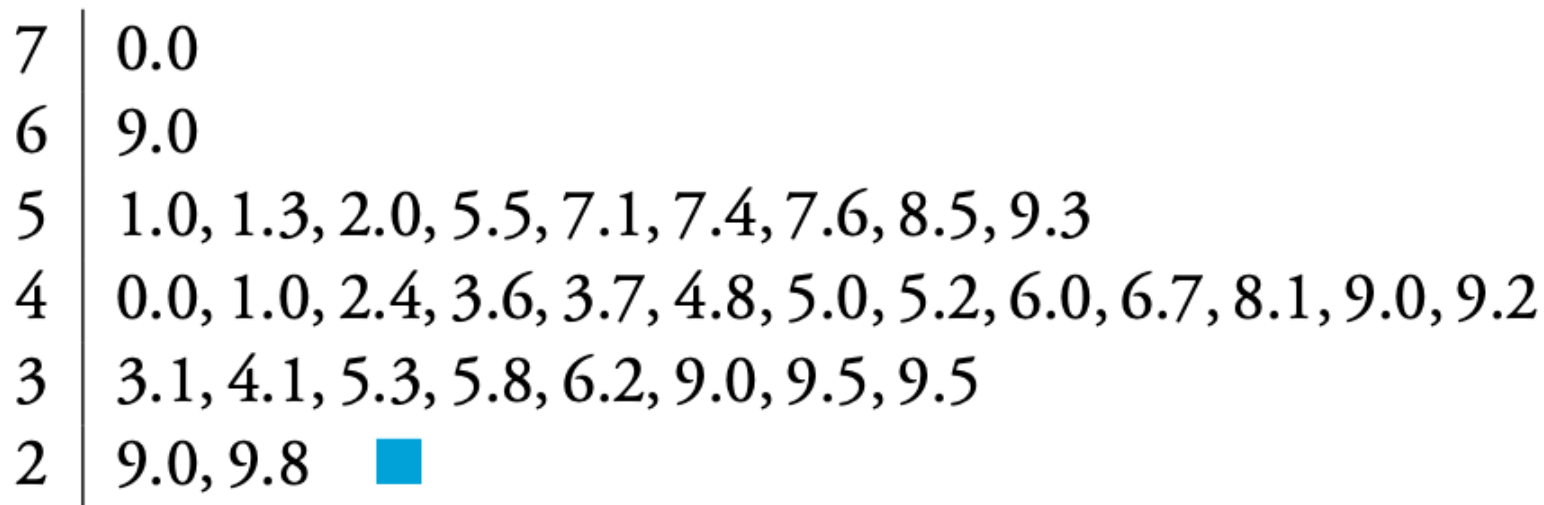 7 0.0
6 9.0
5 1.0, 1.3, 2.0, 5.5, 7.1, 7.4, 7.6, 8.5, 9.3
4 0.0, 1.0, 2.4, 3.6, 3.7, 4.8, 5.0, 5.2, 6.0, 6.7, 8.1, 9.0, 9.2
3 3.1, 4.1, 5.3, 5.8, 6.2, 9.0, 9.5, 9.5
2 9.0, 9.8